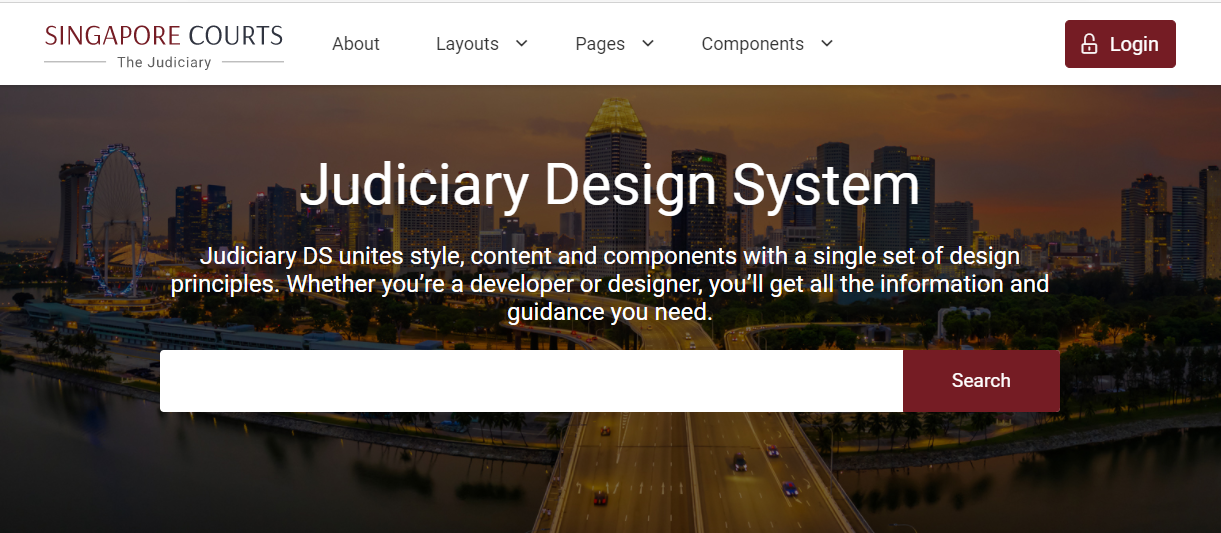 SINGAPORE COURTS
The Judiciary
About
Layouts
Pages
Components
Login
Judiciary Design System
Judiciary DS unites style, content and components with a single set of design
principles. Whether you’re a developer or designer, you’ll get all the information and
guidance you need.
Search